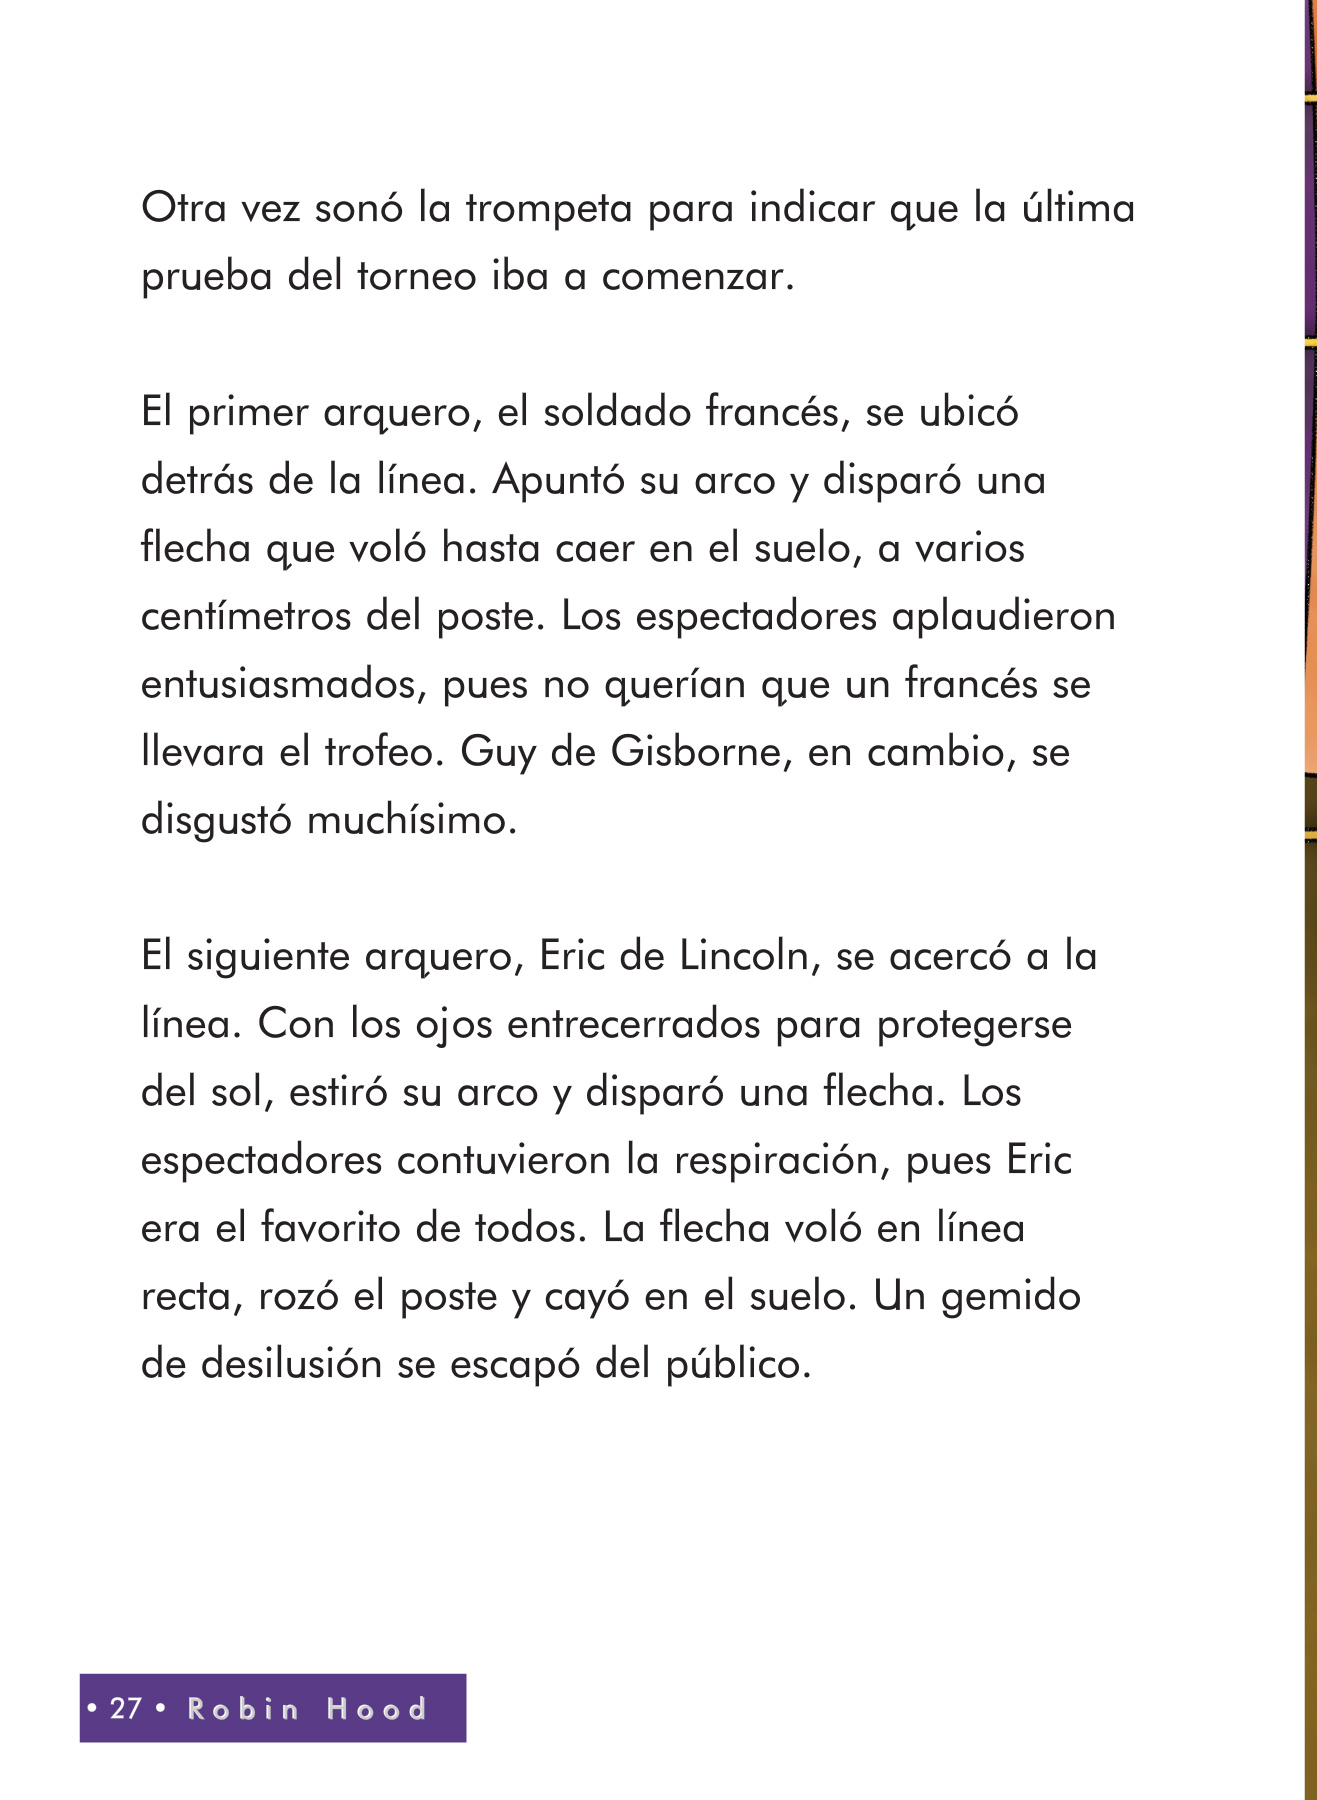 Otra vez sonó la trompeta para indicar que la última
prueba del torneo iba a comenzar.
El primer arquero, el soldado francés, se ubicó
detrás de la línea. Apuntó su arco y disparó una
flecha que voló hasta caer en el suelo, a varios
centímetros del poste. Los espectadores aplaudieron
entusiasmados, pues no querían que un francés se
llevara el trofeo. Guy de Gisborne, en cambio, se
disgustó muchísimo.
El siguiente arquero, Eric de Lincoln, se acercó a la
línea. Con los ojos entrecerrados para protegerse
del sol, estiró su arco y disparó una flecha. Los
espectadores contuvieron la respiración, pues Eric
era el favorito de todos. La flecha voló en línea
recta, rozó el poste y cayó en el suelo. Un gemido
de desilusión se escapó del público.
• 27 • Robin Hood